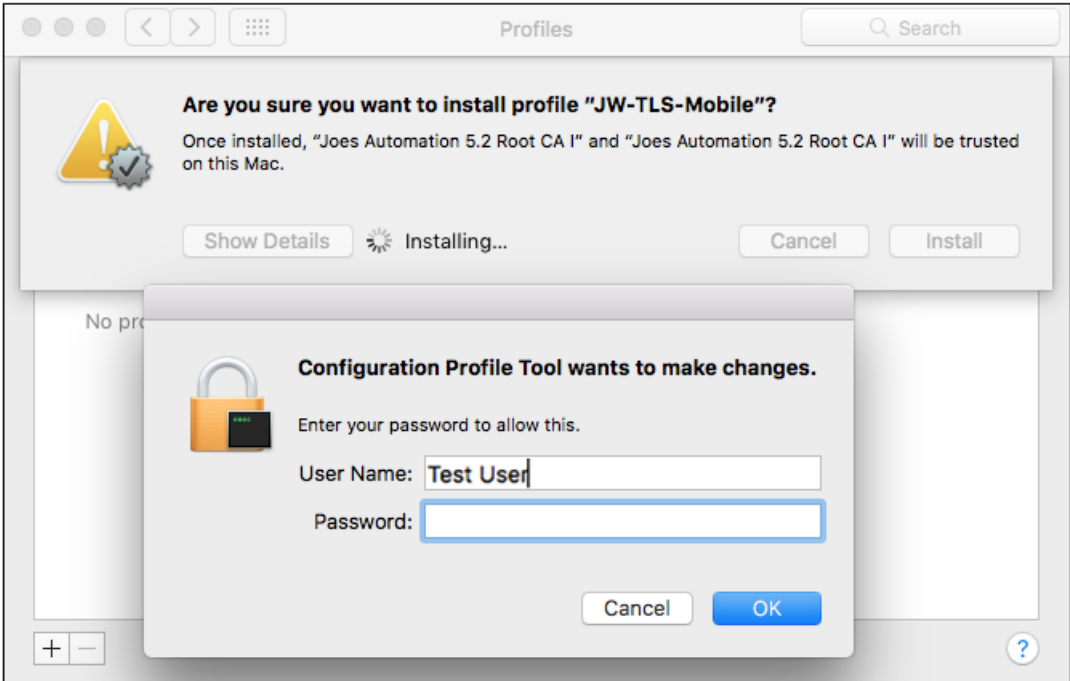 Profiles
Search
Are you sure you want to install profile "JW-TLS-Mobile"?
Once installed, "Joes Automation 5.2 Root CA I" and "Joes Automation 5.2 Root CA I" will be trusted
on this Mac.
Show Details
Installing...
Cancel
Install
No pro
Configuration Profile Tool wants to make changes.
Enter your password to allow this.
User Name: Test User
Password:
Cancel
OK
+
−
?